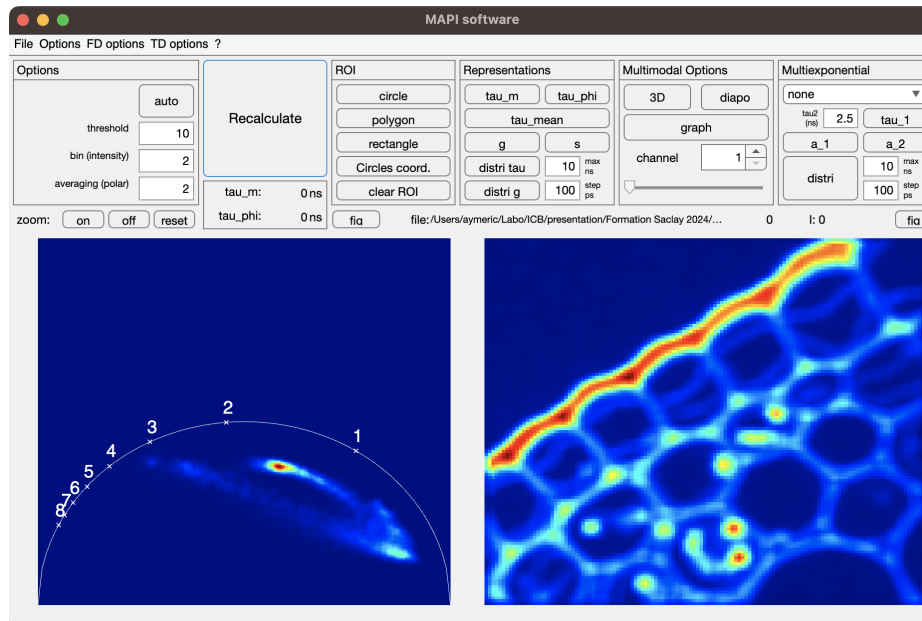 MAPI software
File Options FD options TD options ?
Options
auto
threshold 10
bin (intensity) 2
averaging (polar) 2
Recalculate
tau_m: 0 ns
tau_phi: 0 ns
ROI
circle
polygon
rectangle
Circles coord.
clear ROI
Representations
tau_m tau_phi
tau_mean
g s
distri tau 10 max ns
distri g 100 step ps
Multimodal Options
3D diapo
graph
channel 1
Multiexponential
none
tau2 (ns) 2.5 tau_1
a_1 a_2
distri 10 max ns
100 step ps
zoom: on off reset fig file:/Users/aymeric/Labo/ICB/presentation/Formation Saclay 2024/... 0 I: 0 fig
1
2
3
4
5
6
7
8